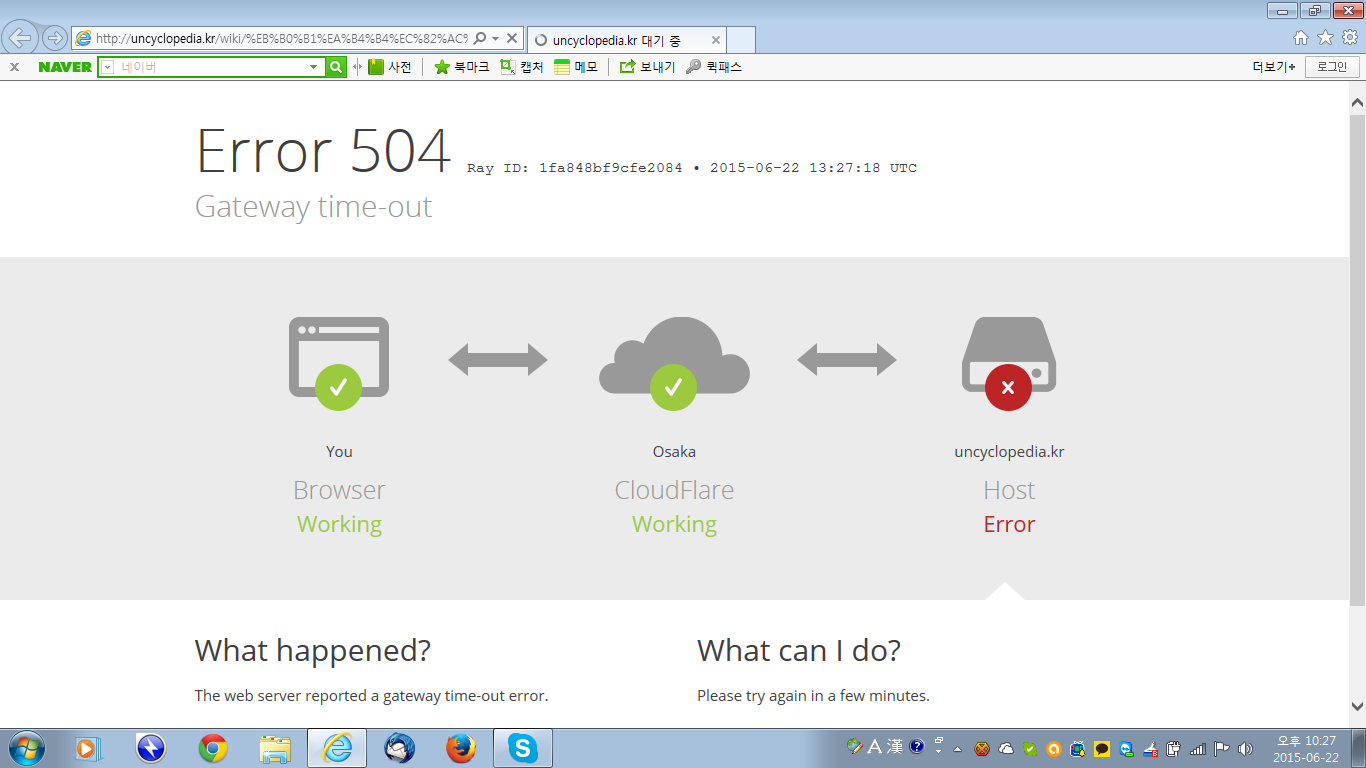 http://uncyclopedia.kr/wiki/%EB%B0%B1%EA%B4%B4%EC%82%AC%
uncyclopedia.kr 대기 중
NAVER 네이버 사전 북마크 캡처 메모 보내기 퀵패스 더보기+ 로그인
Error 504 Ray ID: 1fa848bf9cfe2084 • 2015-06-22 13:27:18 UTC
Gateway time-out
You Osaka uncyclopedia.kr
Browser CloudFlare Host
Working Working Error
What happened? What can I do?
The web server reported a gateway time-out error. Please try again in a few minutes.
A 漢 오후 10:27
2015-06-22